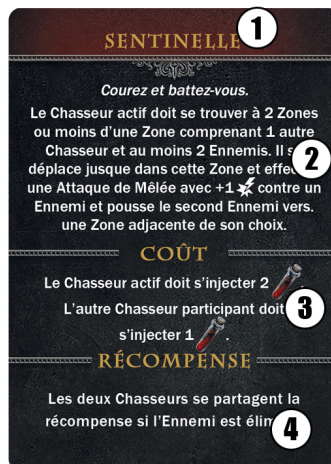 1
SENTINELLE
Courez et battez-vous.
Le Chasseur actif doit se trouver à 2 Zones
ou moins d'une Zone comprenant 1 autre
Chasseur et au moins 2 Ennemis. Il
2
déplace jusque dans cette Zone et
une Attaque de Mêlée avec +1 contre un
Ennemi et pousse le second Ennemi vers.
une Zone adjacente de son choix.
COÛT
Le Chasseur actif doit s'injecter 2 .
L'autre Chasseur participant doit
3
s'injecter 1 .
RÉCOMPENSE
Les deux Chasseurs se partagent la
récompense si l'Ennemi est
4